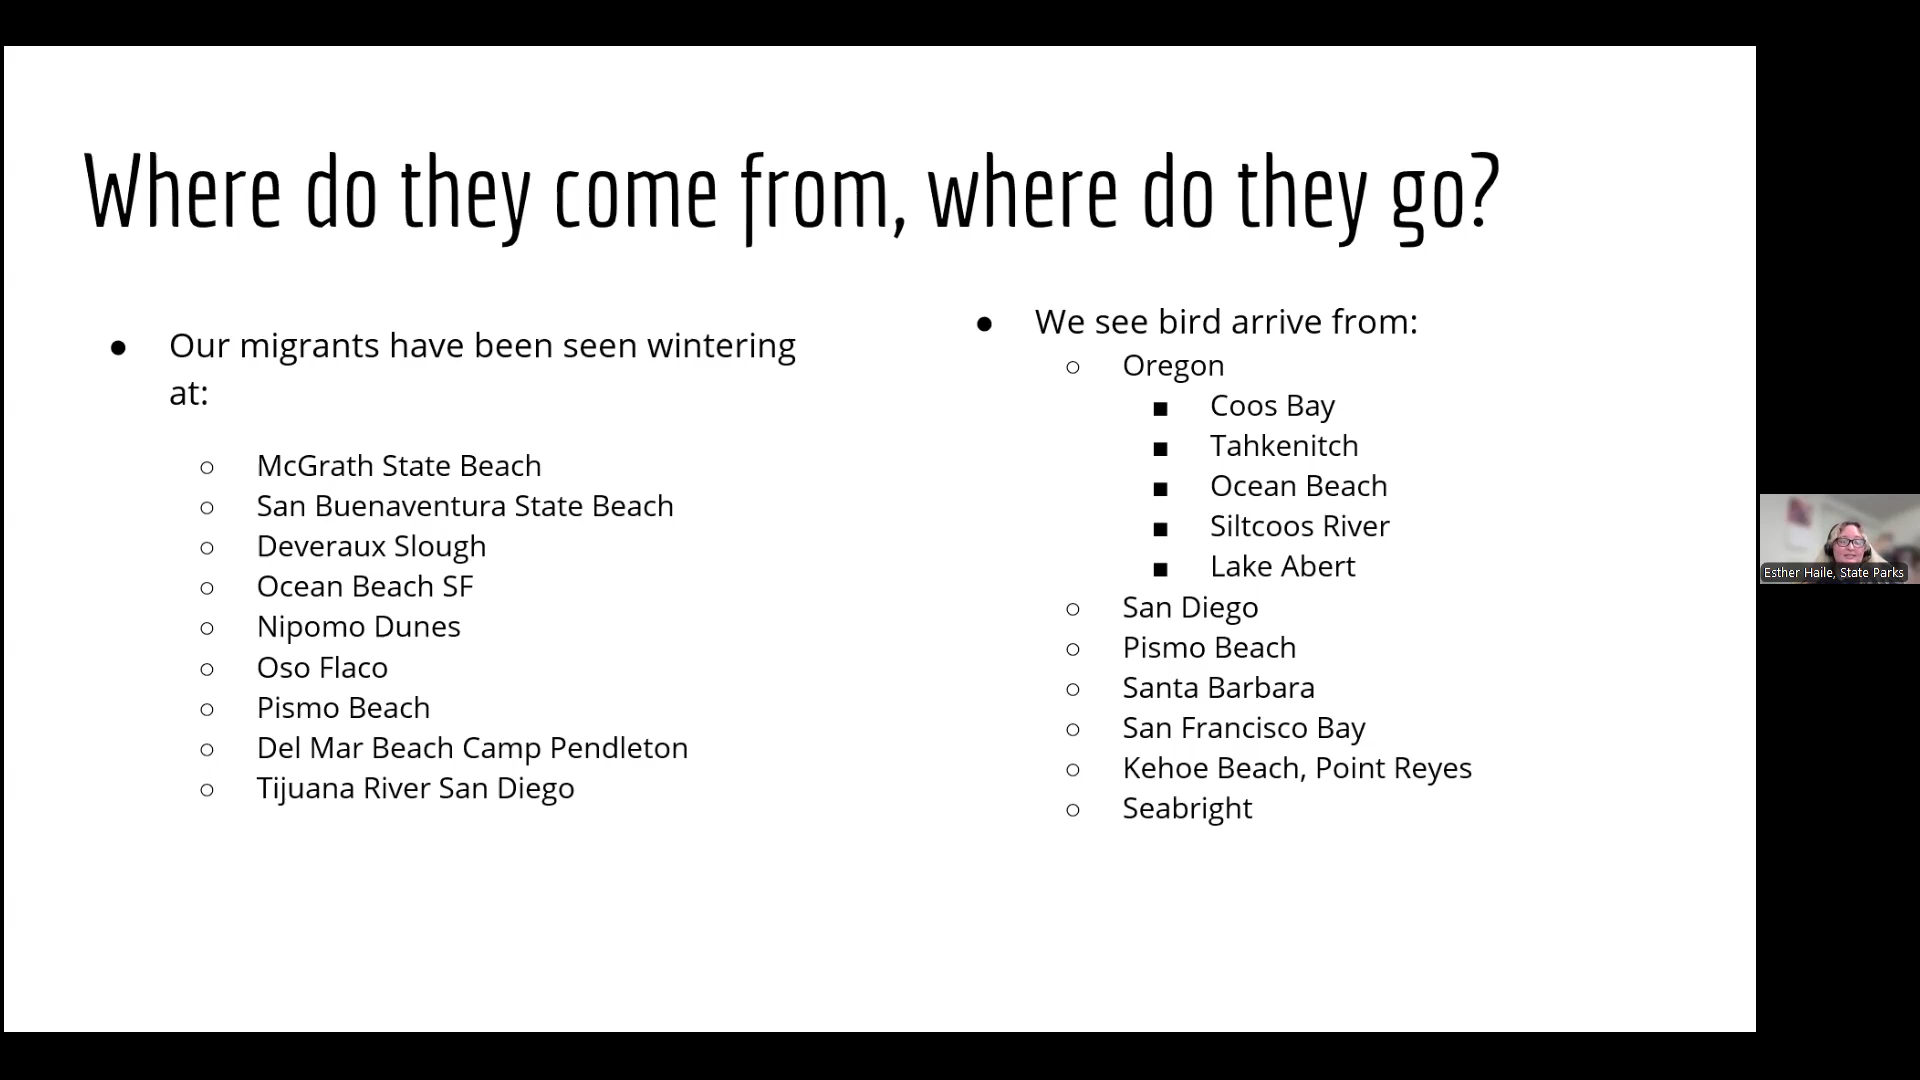 Where do they come from, where do they go?
● Our migrants have been seen wintering
at:
○ McGrath State Beach
○ San Buenaventura State Beach
○ Deveraux Slough
○ Ocean Beach SF
○ Nipomo Dunes
○ Oso Flaco
○ Pismo Beach
○ Del Mar Beach Camp Pendleton
○ Tijuana River San Diego
● We see bird arrive from:
○ Oregon
■ Coos Bay
■ Tahkenitch
■ Ocean Beach
■ Siltcoos River
■ Lake Abert
○ San Diego
○ Pismo Beach
○ Santa Barbara
○ San Francisco Bay
○ Kehoe Beach, Point Reyes
○ Seabright
Esther Haile, State Parks